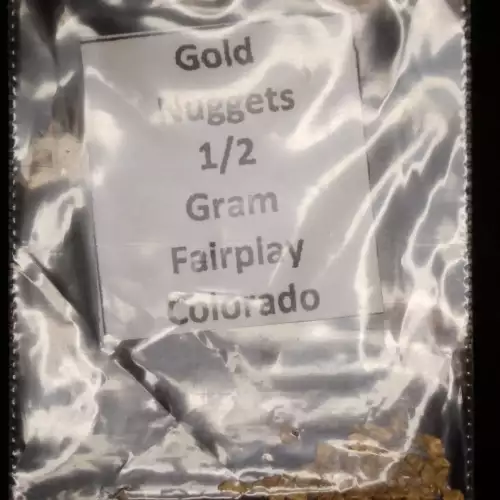 Gold
Nuggets
1/2
Gram
Fairplay
Colorado